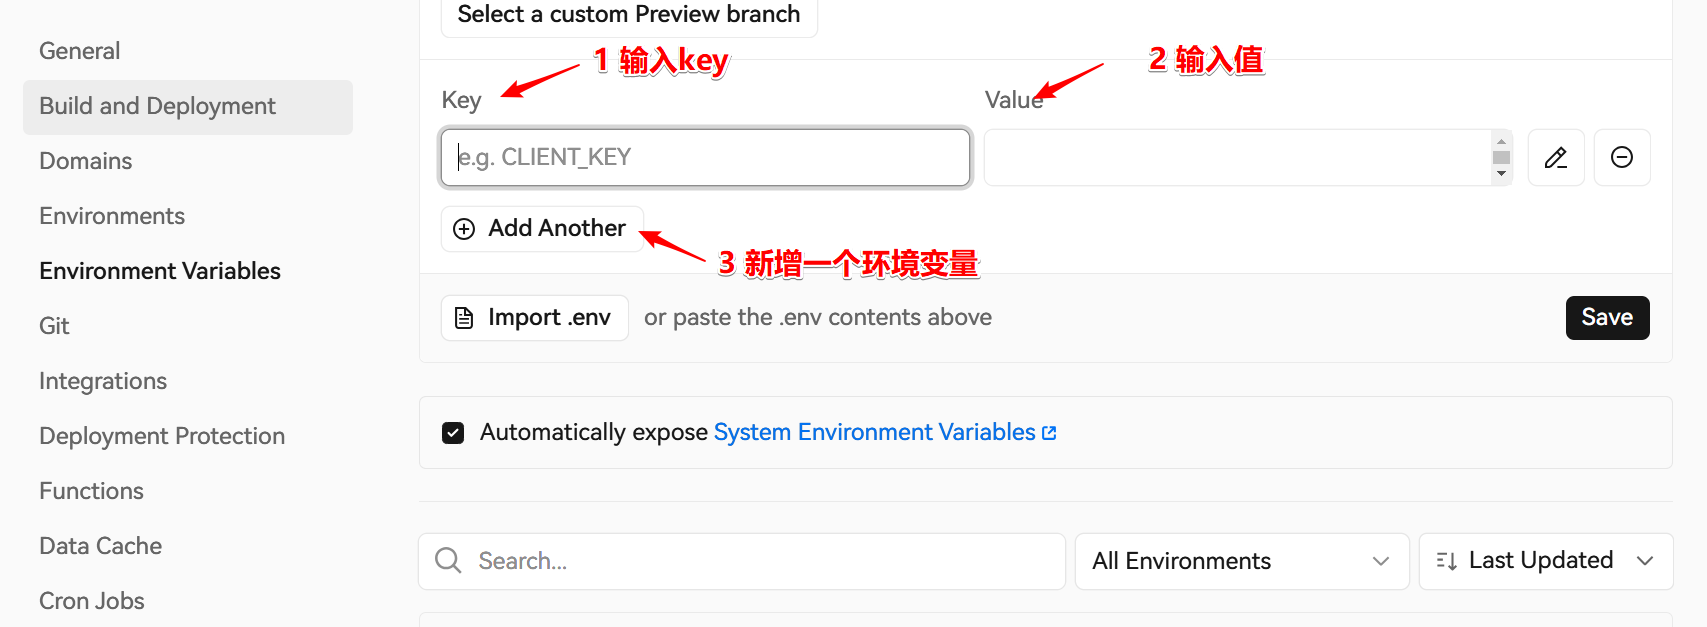 General
Build and Deployment
Domains
Environments
Environment Variables
Git
Integrations
Deployment Protection
Functions
Data Cache
Cron Jobs
Select a custom Preview branch
1 输入key
2 输入值
Key
Value
e.g. CLIENT_KEY
Add Another
3 新增一个环境变量
Import .env or paste the .env contents above
Save
Automatically expose System Environment Variables
Search...
All Environments
Last Updated